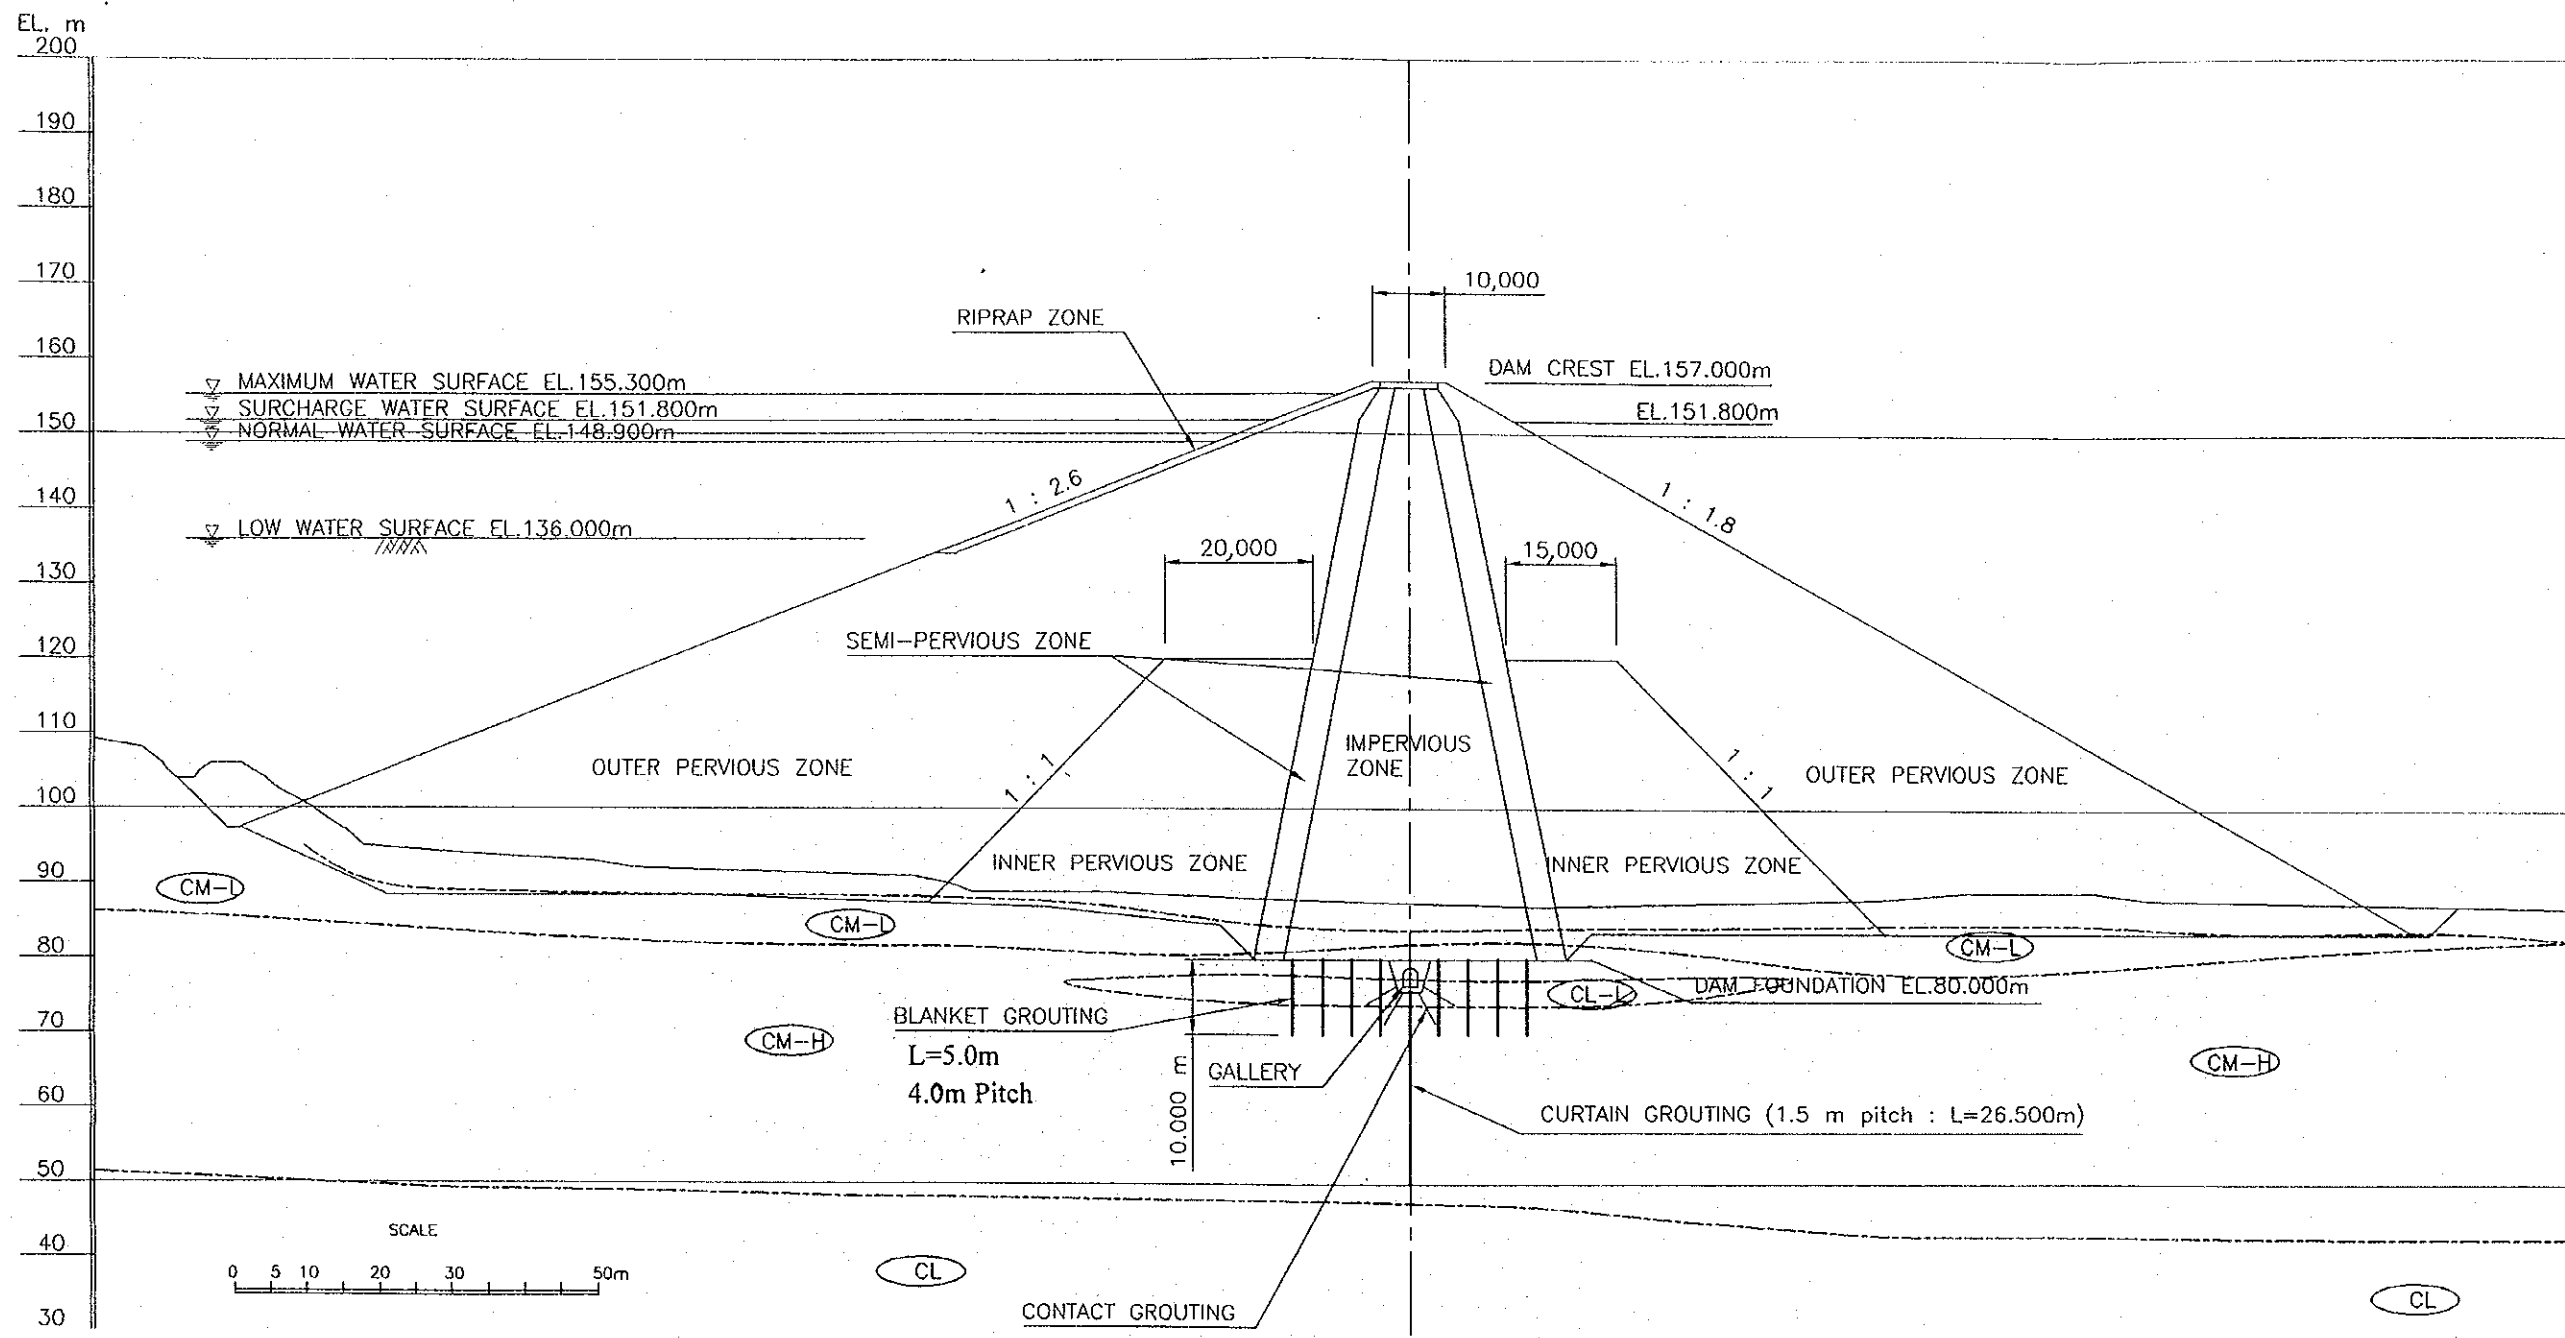 EL. m
200
190
180
170
160
150
140
130
120
110
100
90
80
70
60
50
40
30
10,000
RIPRAP ZONE
DAM CREST EL.157.000m
MAXIMUM WATER SURFACE EL.155.300m
SURCHARGE WATER SURFACE EL.151.800m
EL.151.800m
NORMAL WATER SURFACE EL.148.900m
1 : 2.6
1 : 1.8
LOW WATER SURFACE EL.136.000m
20,000
15,000
SEMI-PERVIOUS ZONE
IMPERVIOUS
ZONE
OUTER PERVIOUS ZONE
1 : 1
1 : 1
OUTER PERVIOUS ZONE
INNER PERVIOUS ZONE
INNER PERVIOUS ZONE
CM-L
CM-L
CM-L
CL-L
DAM FOUNDATION EL.80.000m
BLANKET GROUTING
L=5.0m
4.0m Pitch
CM-H
10.000 m
GALLERY
CM-H
CURTAIN GROUTING (1.5 m pitch : L=26.500m)
SCALE
0 5 10 20 30 50m
CL
CL
CONTACT GROUTING